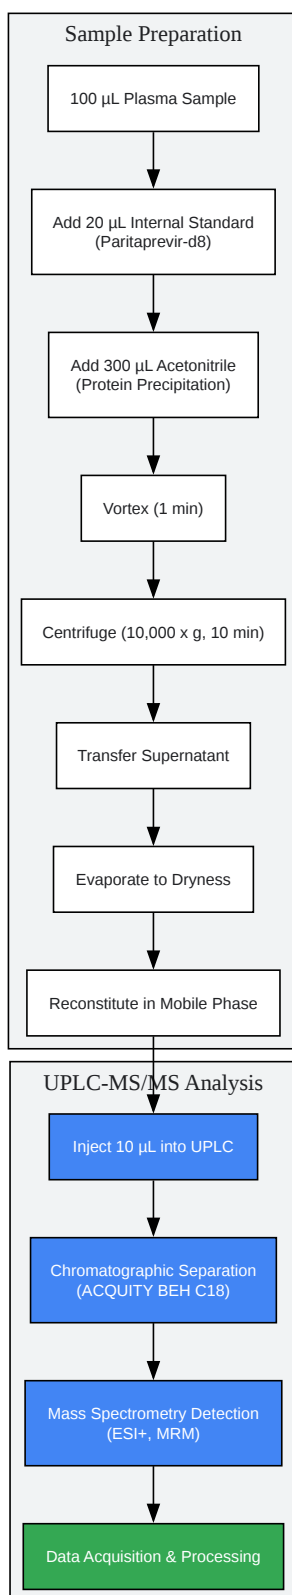 Sample Preparation
100 µL Plasma Sample
Add 20 µL Internal Standard
(Paritaprevir-d8)
Add 300 µL Acetonitrile
(Protein Precipitation)
Vortex (1 min)
Centrifuge (10,000 x g, 10 min)
Transfer Supernatant
Evaporate to Dryness
Reconstitute in Mobile Phase
UPLC-MS/MS Analysis
Inject 10 µL into UPLC
Chromatographic Separation
(ACQUITY BEH C18)
Mass Spectrometry Detection
(ESI+, MRM)
Data Acquisition & Processing